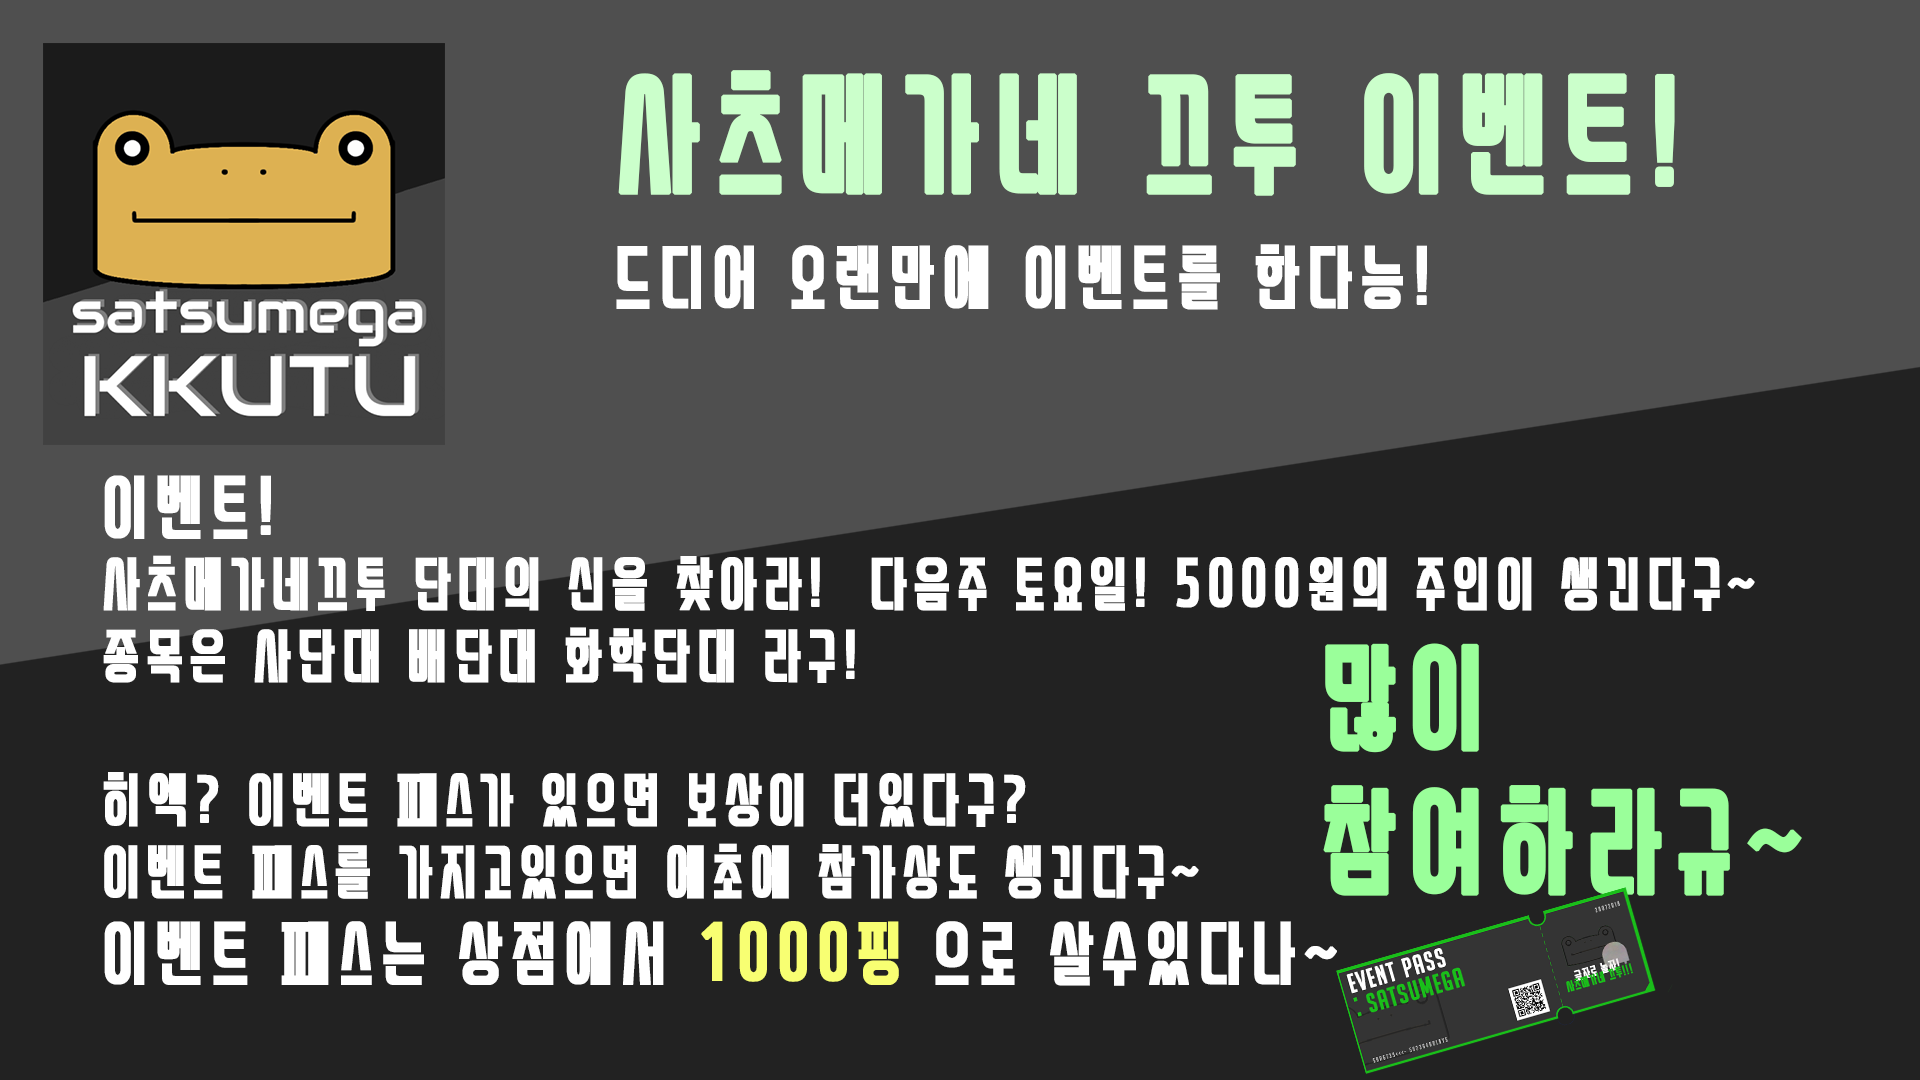 사츠메가네 끄투 이벤트!
드디어 오랜만에 이벤트를 한다능!
satsumega
KKUTU
이벤트!
사츠메가네끄투 단대의 신을 찾아라! 다음주 토요일! 5000원의 주인이 생긴다구~
종목은 사단대 배단대 화학단대 라구!
많이
참여하라규~
히엑? 이벤트 패스가 있으면 보상이 더있다구?
이벤트 패스를 가지고있으면 애초에 참가상도 생긴다구~
이벤트 패스는 상점에서 1000핑 으로 살수있다나~
EVENT PASS
: SATSUMEGA